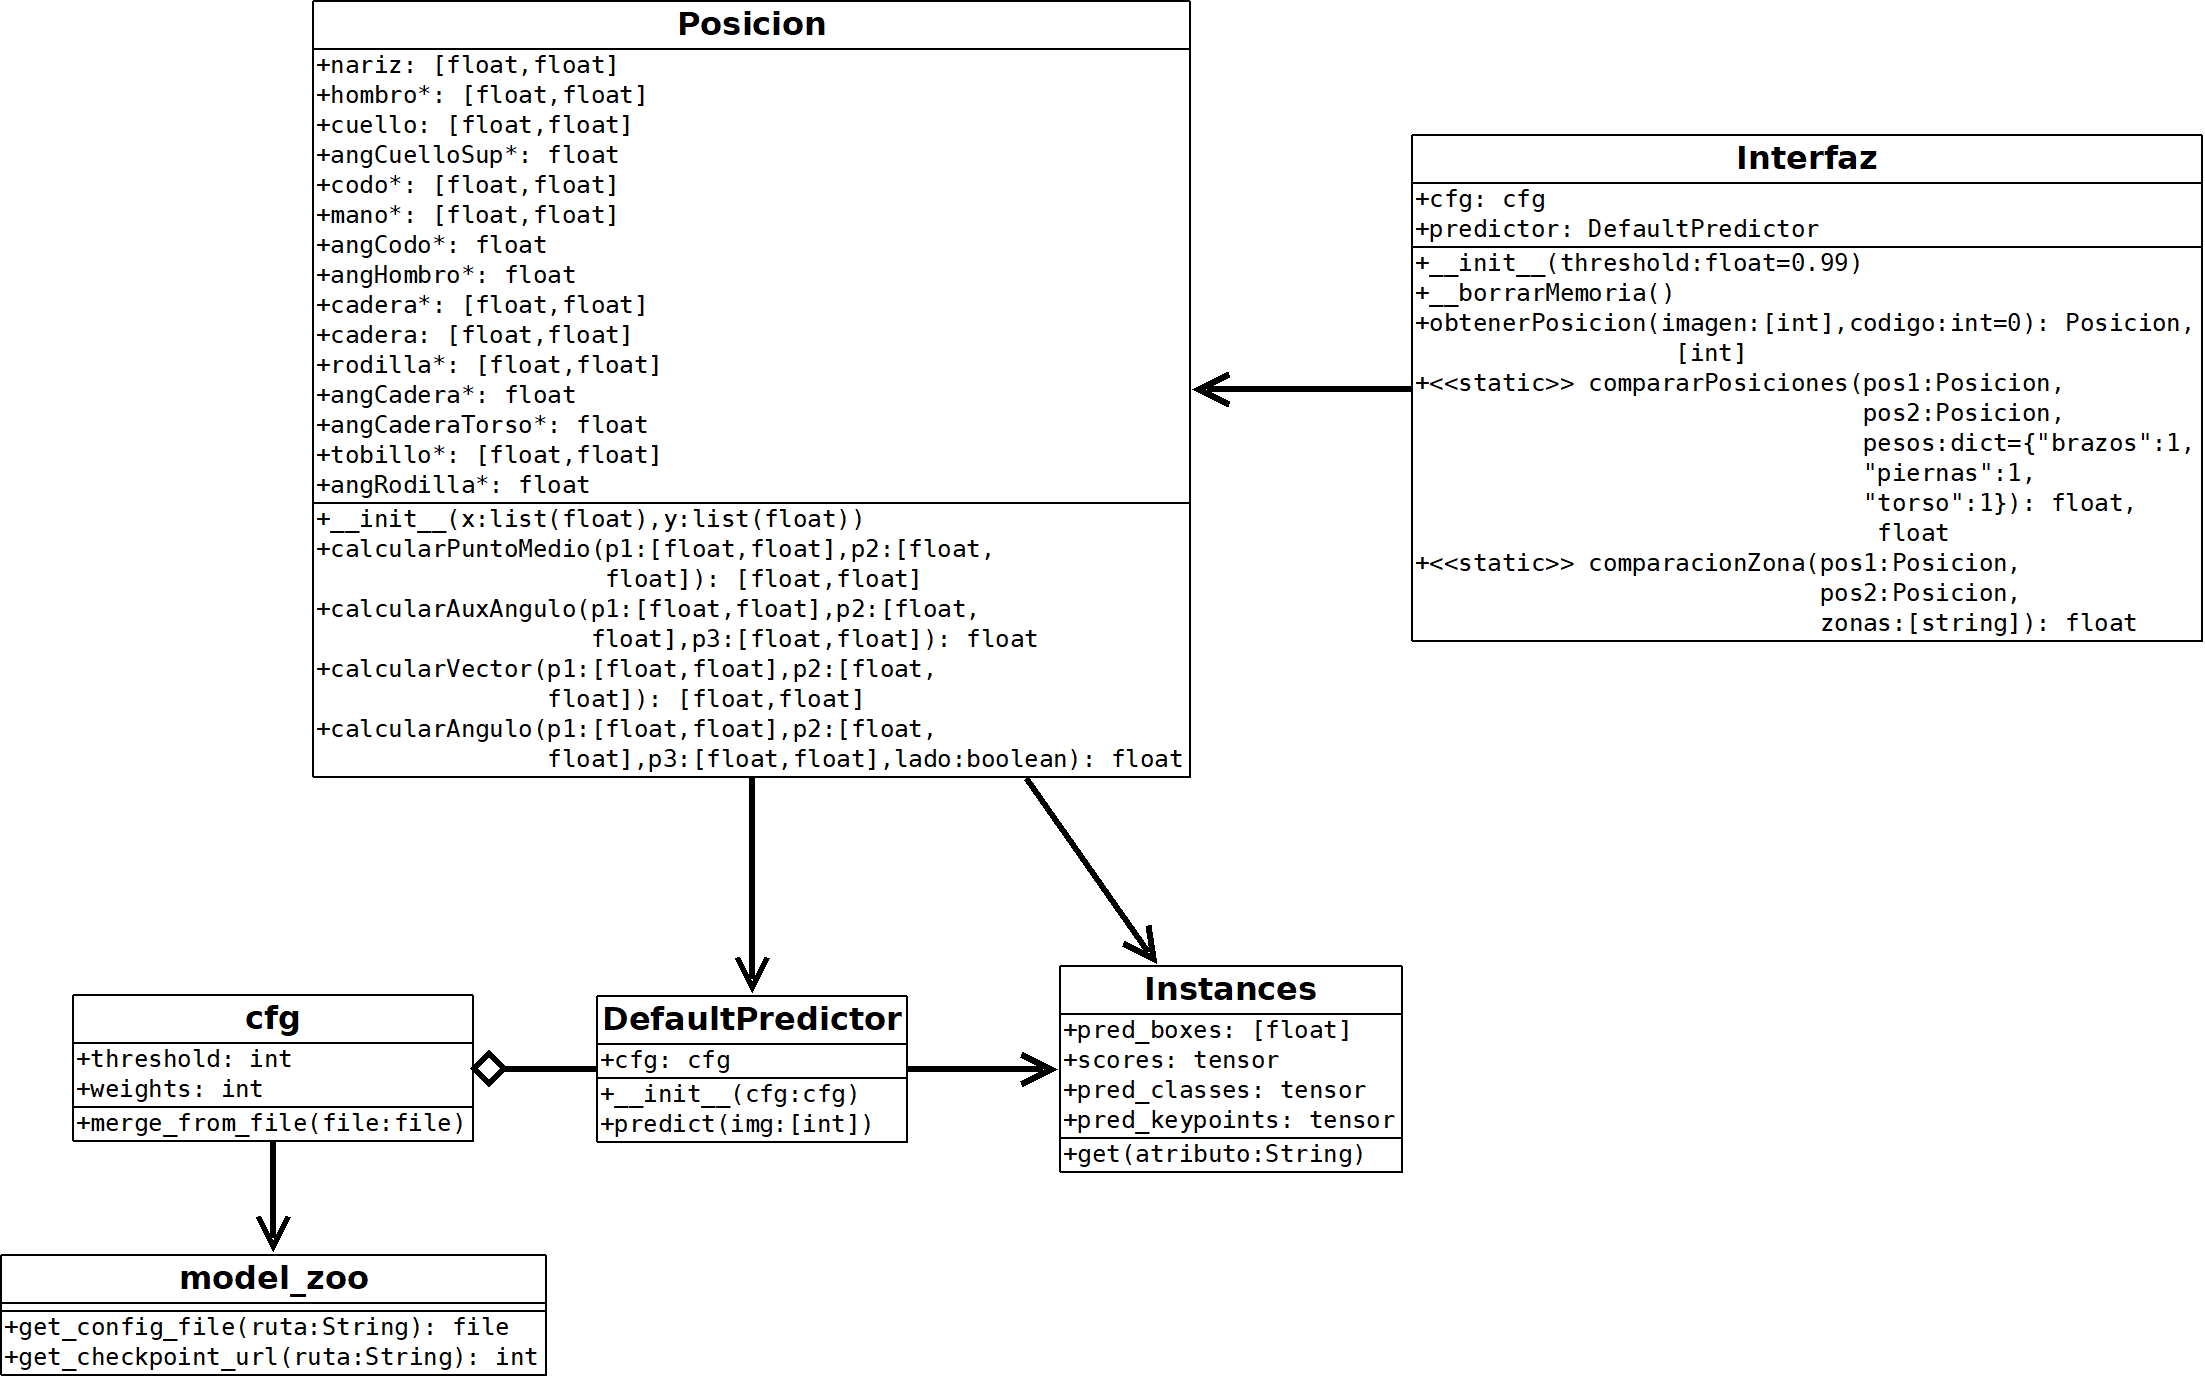 Posicion
+nariz: [float,float]
+hombro*: [float,float]
+cuello: [float,float]
+angCuelloSup*: float
+codo*: [float,float]
+mano*: [float,float]
+angCodo*: float
+angHombro*: float
+cadera*: [float,float]
+cadera: [float,float]
+rodilla*: [float,float]
+angCadera*: float
+angCaderaTorso*: float
+tobillo*: [float,float]
+angRodilla*: float
+__init__(x:list(float),y:list(float))
+calcularPuntoMedio(p1:[float,float],p2:[float,
float]): [float,float]
+calcularAuxAngulo(p1:[float,float],p2:[float,
float],p3:[float,float]): float
+calcularVector(p1:[float,float],p2:[float,
float]): [float,float]
+calcularAngulo(p1:[float,float],p2:[float,
float],p3:[float,float],lado:boolean): float
Interfaz
+cfg: cfg
+predictor: DefaultPredictor
+__init__(threshold:float=0.99)
+__borrarMemoria()
+obtenerPosicion(imagen:[int],codigo:int=0): Posicion,
[int]
+<<static>> compararPosiciones(pos1:Posicion,
pos2:Posicion,
pesos:dict={"brazos":1,
"piernas":1,
"torso":1}): float,
float
+<<static>> comparacionZona(pos1:Posicion,
pos2:Posicion,
zonas:[string]): float
cfg
+threshold: int
+weights: int
+merge_from_file(file:file)
DefaultPredictor
+cfg: cfg
+__init__(cfg:cfg)
+predict(img:[int])
Instances
+pred_boxes: [float]
+scores: tensor
+pred_classes: tensor
+pred_keypoints: tensor
+get(atributo:String)
model_zoo
+get_config_file(ruta:String): file
+get_checkpoint_url(ruta:String): int